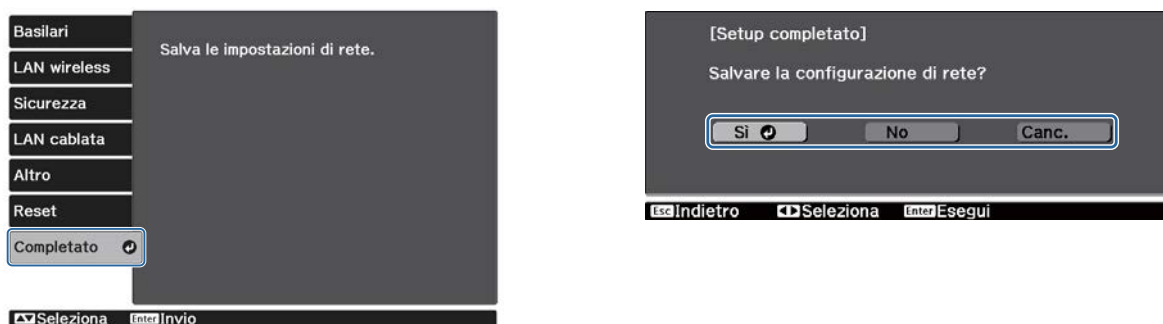 Basilari
LAN wireless
Sicurezza
LAN cablata
Altro
Reset
Completato
Salva le impostazioni di rete.
Seleziona Enter Invio
[Setup completato]
Salvare la configurazione di rete?
Sì No Canc.
Esc Indietro Seleziona Enter Esegui